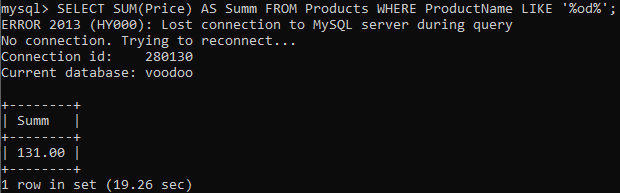 mysql> SELECT SUM(Price) AS Summ FROM Products WHERE ProductName LIKE '%od%';
ERROR 2013 (HY000): Lost connection to MySQL server during query
No connection. Trying to reconnect...
Connection id:    280130
Current database: voodoo

+--------+
| Summ   |
+--------+
| 131.00 |
+--------+
1 row in set (19.26 sec)